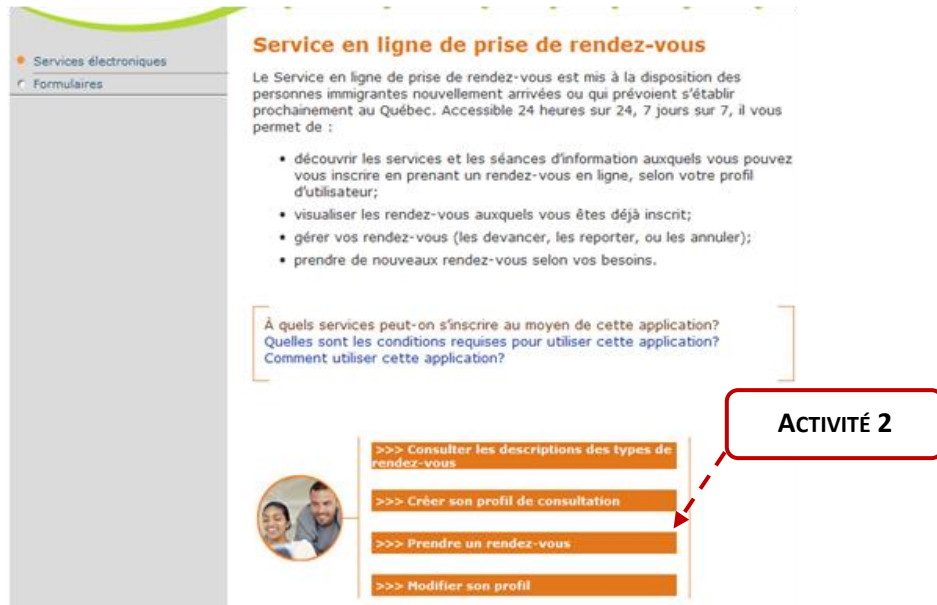 Services électroniques
Formulaires
Service en ligne de prise de rendez-vous
Le Service en ligne de prise de rendez-vous est mis à la disposition des
personnes immigrantes nouvellement arrivées ou qui prévoient s'établir
prochainement au Québec. Accessible 24 heures sur 24, 7 jours sur 7, il vous
permet de :
• découvrir les services et les séances d'information auxquels vous pouvez
vous inscrire en prenant un rendez-vous en ligne, selon votre profil
d'utilisateur;
• visualiser les rendez-vous auxquels vous êtes déjà inscrit;
• gérer vos rendez-vous (les devancer, les reporter, ou les annuler);
• prendre de nouveaux rendez-vous selon vos besoins.
À quels services peut-on s'inscrire au moyen de cette application?
Quelles sont les conditions requises pour utiliser cette application?
Comment utiliser cette application?
ACTIVITÉ 2
>>> Consulter les descriptions des types de
rendez-vous
>>> Créer son profil de consultation
>>> Prendre un rendez-vous
>>> Modifier son profil